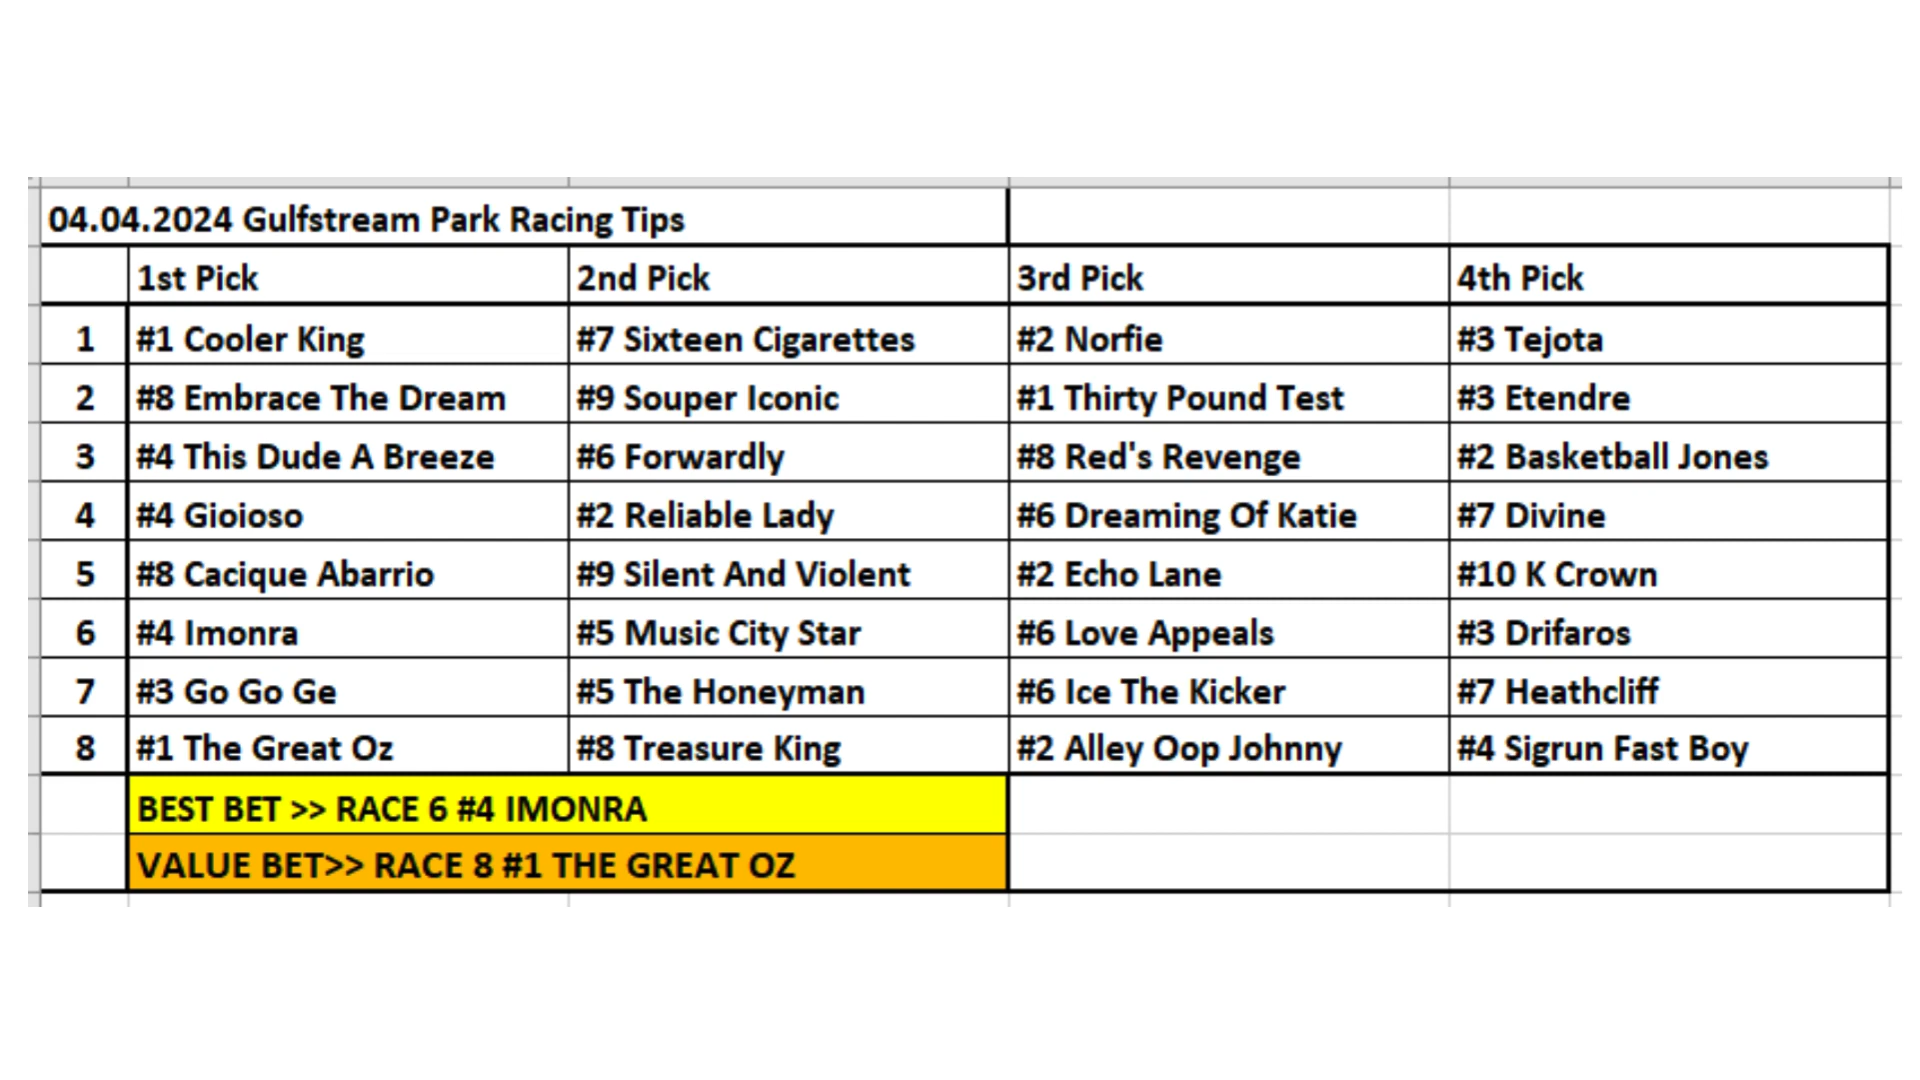 04.04.2024 Gulfstream Park Racing Tips
1st Pick 2nd Pick 3rd Pick 4th Pick
1 #1 Cooler King #7 Sixteen Cigarettes #2 Norfie #3 Tejota
2 #8 Embrace The Dream #9 Souper Iconic #1 Thirty Pound Test #3 Etendre
3 #4 This Dude A Breeze #6 Forwardly #8 Red's Revenge #2 Basketball Jones
4 #4 Gioioso #2 Reliable Lady #6 Dreaming Of Katie #7 Divine
5 #8 Cacique Abarrio #9 Silent And Violent #2 Echo Lane #10 K Crown
6 #4 Imonra #5 Music City Star #6 Love Appeals #3 Drifaros
7 #3 Go Go Ge #5 The Honeyman #6 Ice The Kicker #7 Heathcliff
8 #1 The Great Oz #8 Treasure King #2 Alley Oop Johnny #4 Sigrun Fast Boy
BEST BET >> RACE 6 #4 IMONRA
VALUE BET>> RACE 8 #1 THE GREAT OZ